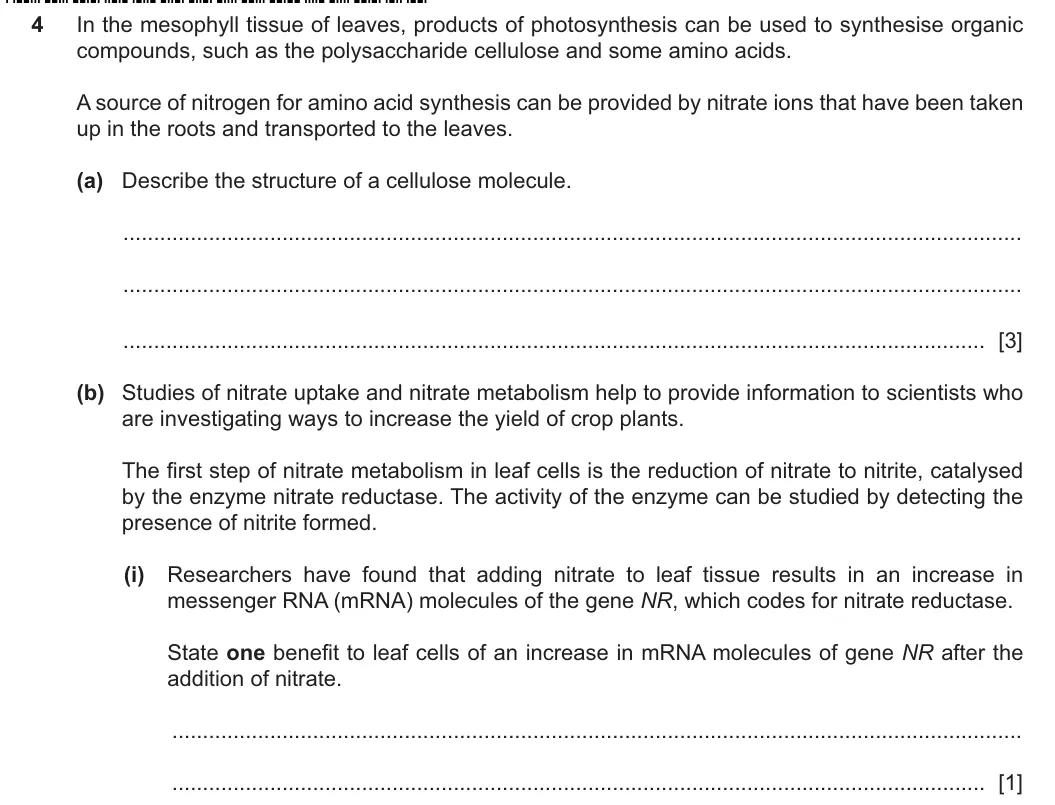 4 In the mesophyll tissue of leaves, products of photosynthesis can be used to synthesise organic
compounds, such as the polysaccharide cellulose and some amino acids.
A source of nitrogen for amino acid synthesis can be provided by nitrate ions that have been taken
up in the roots and transported to the leaves.
(a) Describe the structure of a cellulose molecule.
...................................................................................................................................................
...................................................................................................................................................
............................................................................................................................................. [3]
(b) Studies of nitrate uptake and nitrate metabolism help to provide information to scientists who
are investigating ways to increase the yield of crop plants.
The first step of nitrate metabolism in leaf cells is the reduction of nitrate to nitrite, catalysed
by the enzyme nitrate reductase. The activity of the enzyme can be studied by detecting the
presence of nitrite formed.
(i) Researchers have found that adding nitrate to leaf tissue results in an increase in
messenger RNA (mRNA) molecules of the gene NR, which codes for nitrate reductase.
State one benefit to leaf cells of an increase in mRNA molecules of gene NR after the
addition of nitrate.
...........................................................................................................................................
..................................................................................................................................... [1]